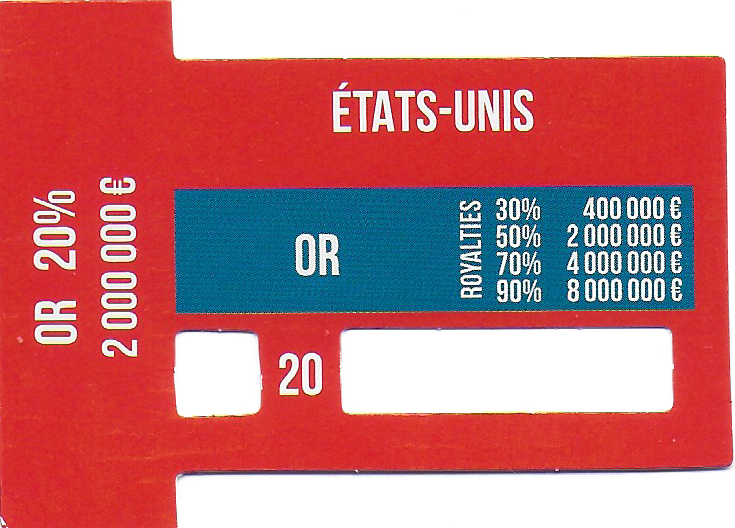 OR 20%
2 000 000 €
ÉTATS-UNIS
OR
ROYALTIES
30% 400 000 €
50% 2 000 000 €
70% 4 000 000 €
90% 8 000 000 €
20